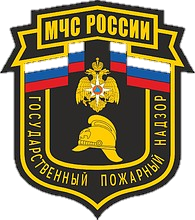 МЧС РОССИИ
ГОСУДАРСТВЕННЫЙ ПОЖАРНЫЙ НАДЗОР